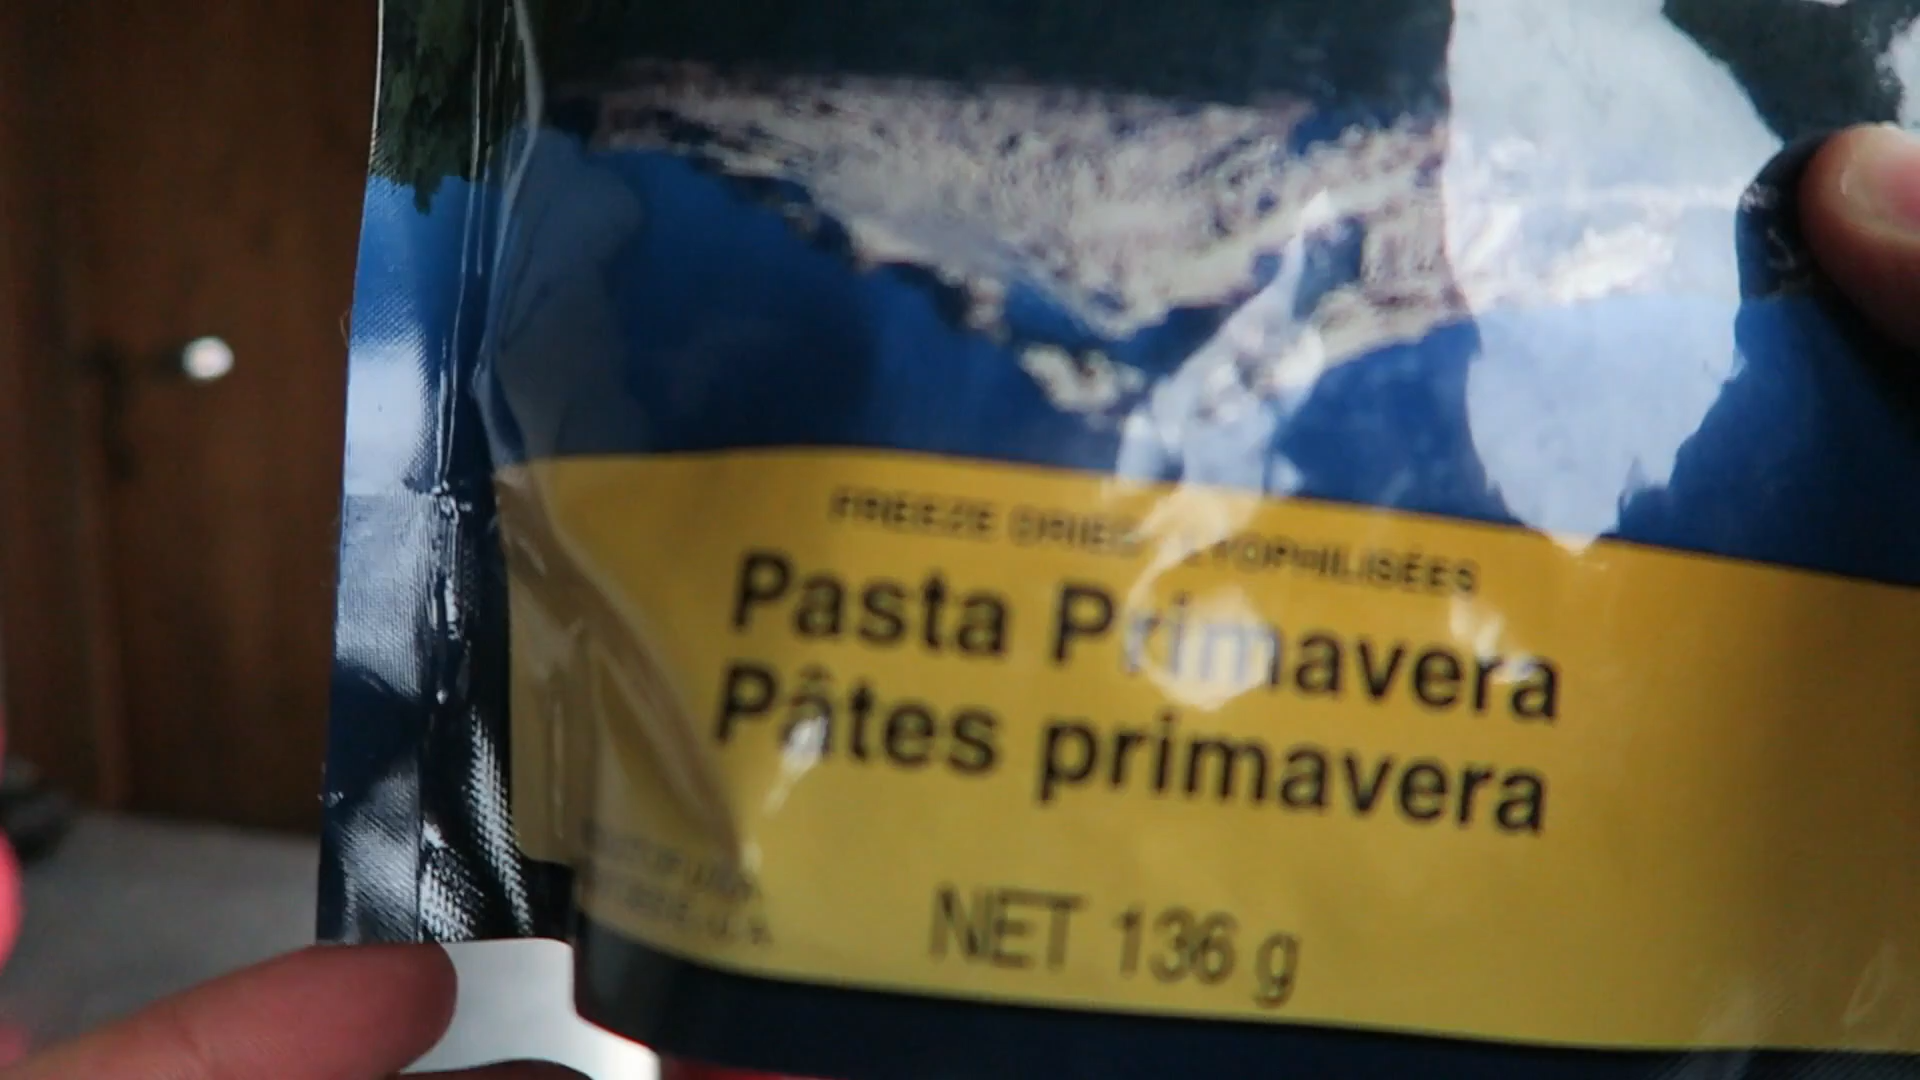 FREEZE DRIED LYOPHILISÉES
Pasta Primavera
Pâtes primavera
NET 136 g